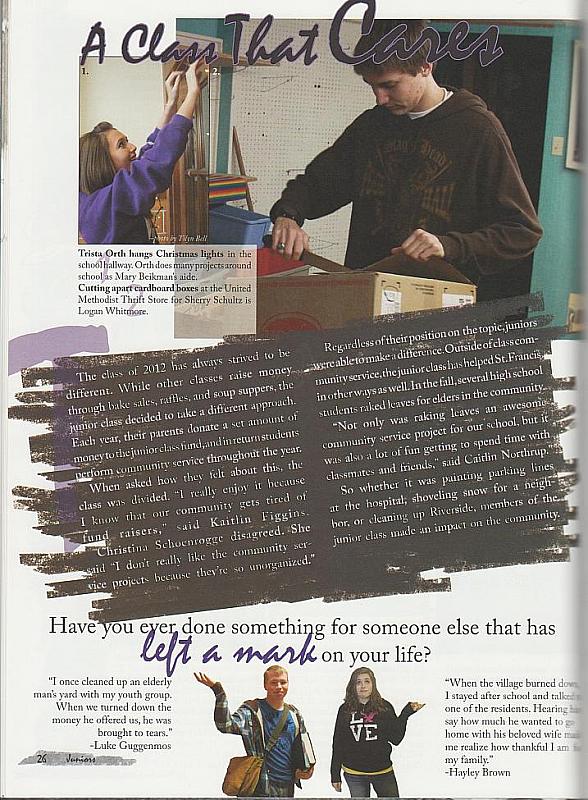 A Class That Cares
1.
2.
photo by Tilyn Bell
Trista Orth hangs Christmas lights in the
school hallway. Orth does many projects around
school as Mary Beikman's aide.
Cutting apart cardboard boxes at the United
Methodist Thrift Store for Sherry Schultz is
Logan Whitmore.
The class of 2012 has always strived to be
different. While other classes raise money
through bake sales, raffles, and soup suppers, the
junior class decided to take a different approach.
Each year, their parents donate a set amount of
money to the junior class fund, and in return students
perform community service throughout the year.
When asked how they felt about this, the
class was divided. "I really enjoy it because
I know that our community gets tired of
fund raisers," said Kaitlin Figgins.
Christina Schoenrogge disagreed. She
said "I don't really like the community ser-
vice projects because they're so unorganized."
Regardless of their position on the topic, juniors
were able to make a difference. Outside of class com-
munity service, the junior class has helped St. Francis
in other ways as well. In the fall, several high school
students raked leaves for elders in the community.
"Not only was raking leaves an awesome
community service project for our school, but it
was also a lot of fun getting to spend time with
classmates and friends," said Caitlin Northrup.
So whether it was painting parking lines
at the hospital, shoveling snow for a neigh-
bor, or cleaning up Riverside, members of the
junior class made an impact on the community.
Have you ever done something for someone else that has
left a mark on your life?
"I once cleaned up an elderly
man's yard with my youth group.
When we turned down the
money he offered us, he was
brought to tears."
-Luke Guggenmos
LOVE
"When the village burned down,
I stayed after school and talked
one of the residents. Hearing
say how much he wanted to go
home with his beloved wife
me realize how thankful I am
my family."
-Hayley Brown
26 Juniors